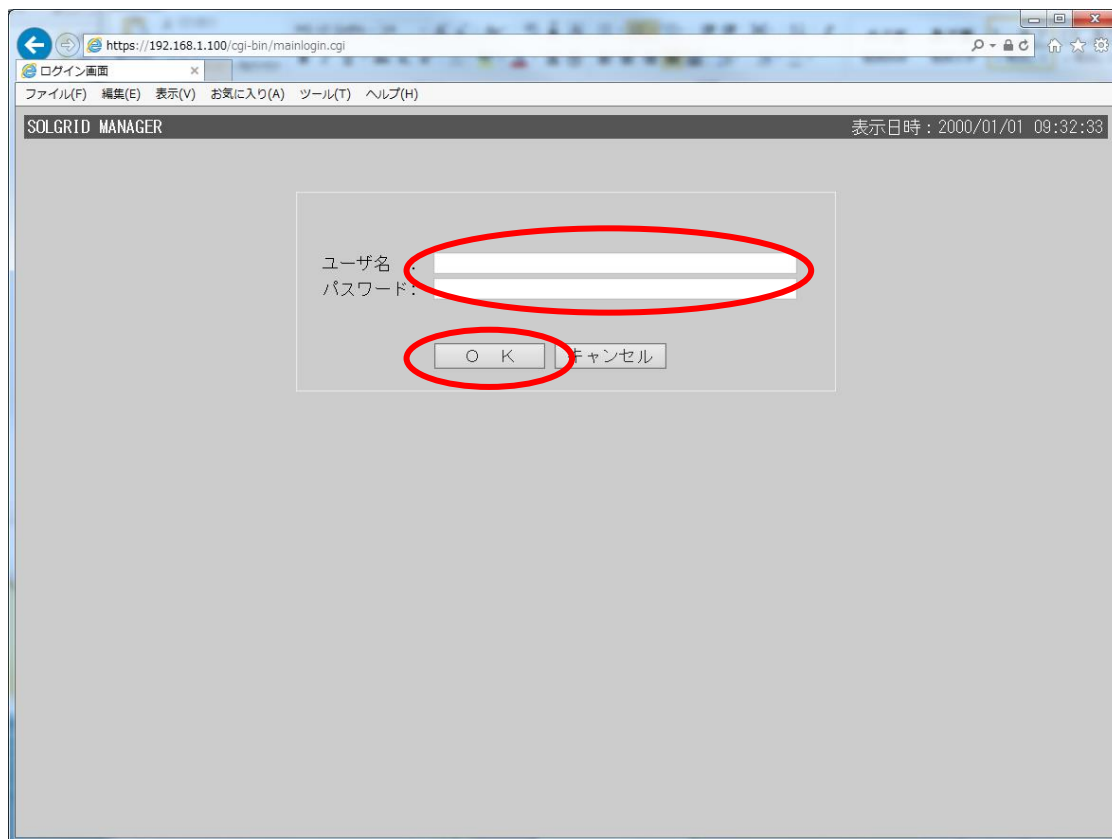 https://192.168.1.100/cgi-bin/mainlogin.cgi
ログイン画面
ファイル(F) 編集(E) 表示(V) お気に入り(A) ツール(T) ヘルプ(H)
SOLGRID MANAGER 表示日時：2000/01/01 09:32:33
ユーザ名 :
パスワード:
ＯＫ キャンセル